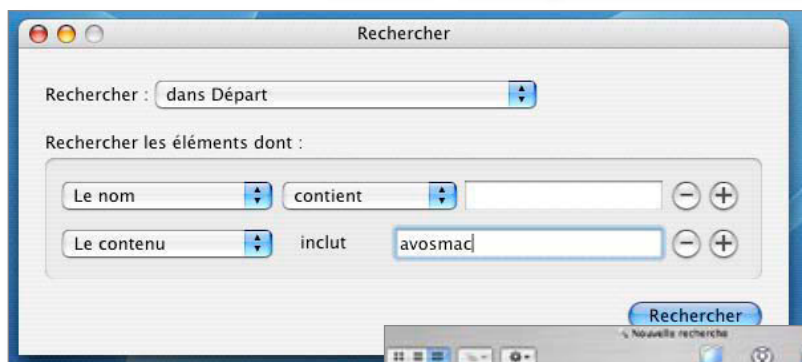 Rechercher
Rechercher : dans Départ
Rechercher les éléments dont :
Le nom contient
Le contenu inclut avosmac
Rechercher
Nouvelle recherche